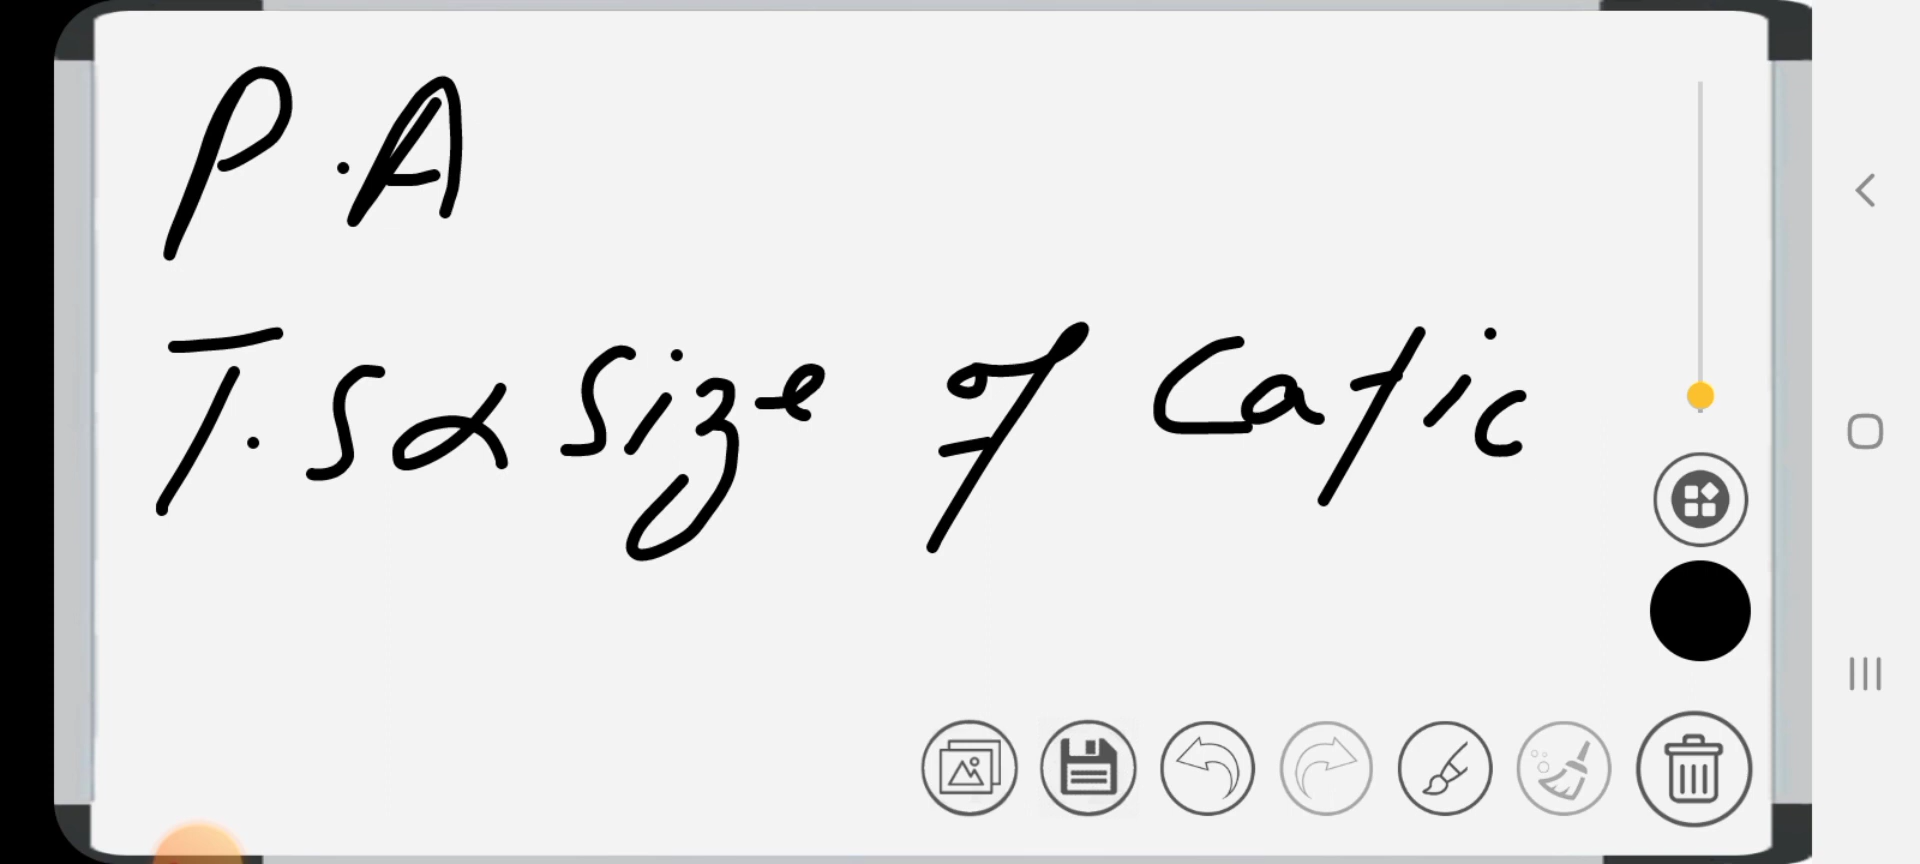 P.A
T.S α Size of Catic